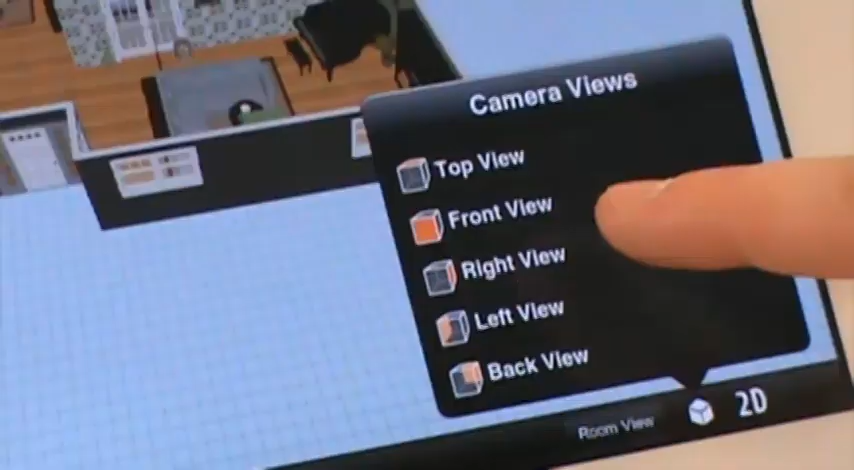 Camera Views
Top View
Front View
Right View
Left View
Back View
Room View
2D